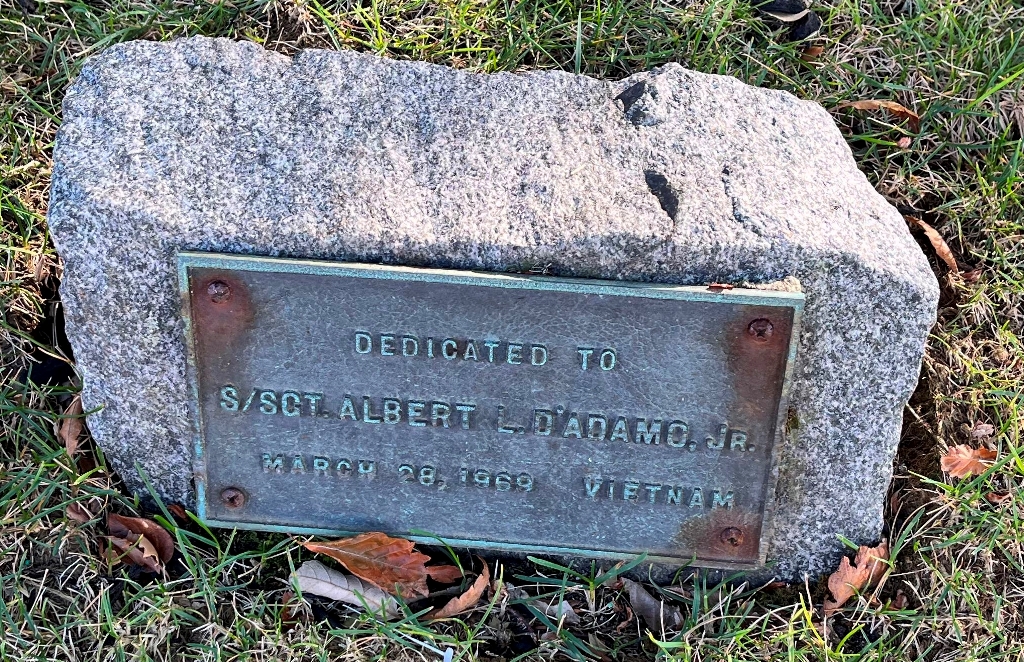 DEDICATED TO
S/SGT. ALBERT L. D'ADAMO, JR.
MARCH 28, 1969 VIETNAM